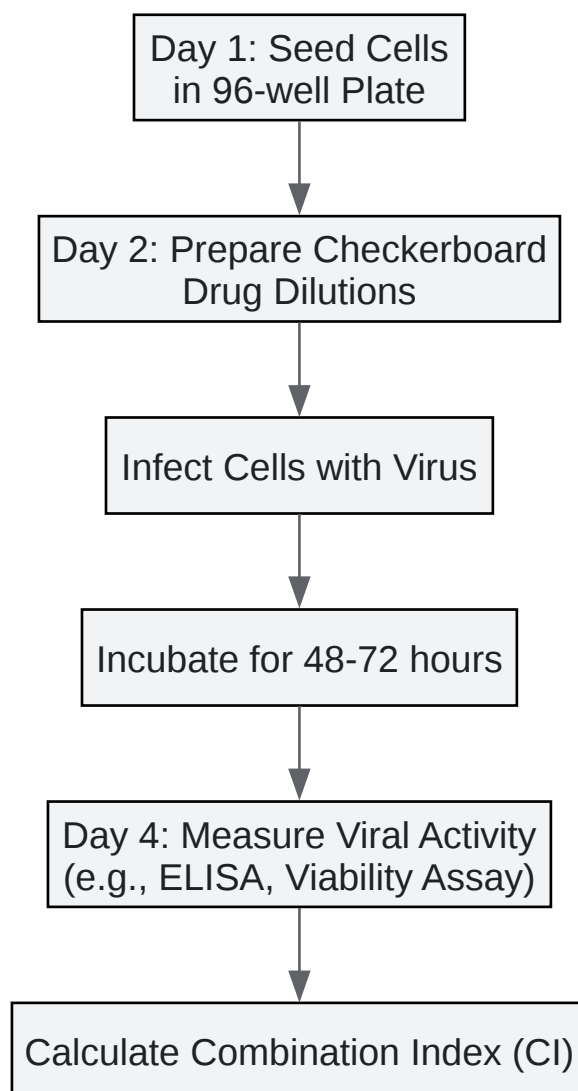 Day 1: Seed Cells
in 96-well Plate
Day 2: Prepare Checkerboard
Drug Dilutions
Infect Cells with Virus
Incubate for 48-72 hours
Day 4: Measure Viral Activity
(e.g., ELISA, Viability Assay)
Calculate Combination Index (CI)